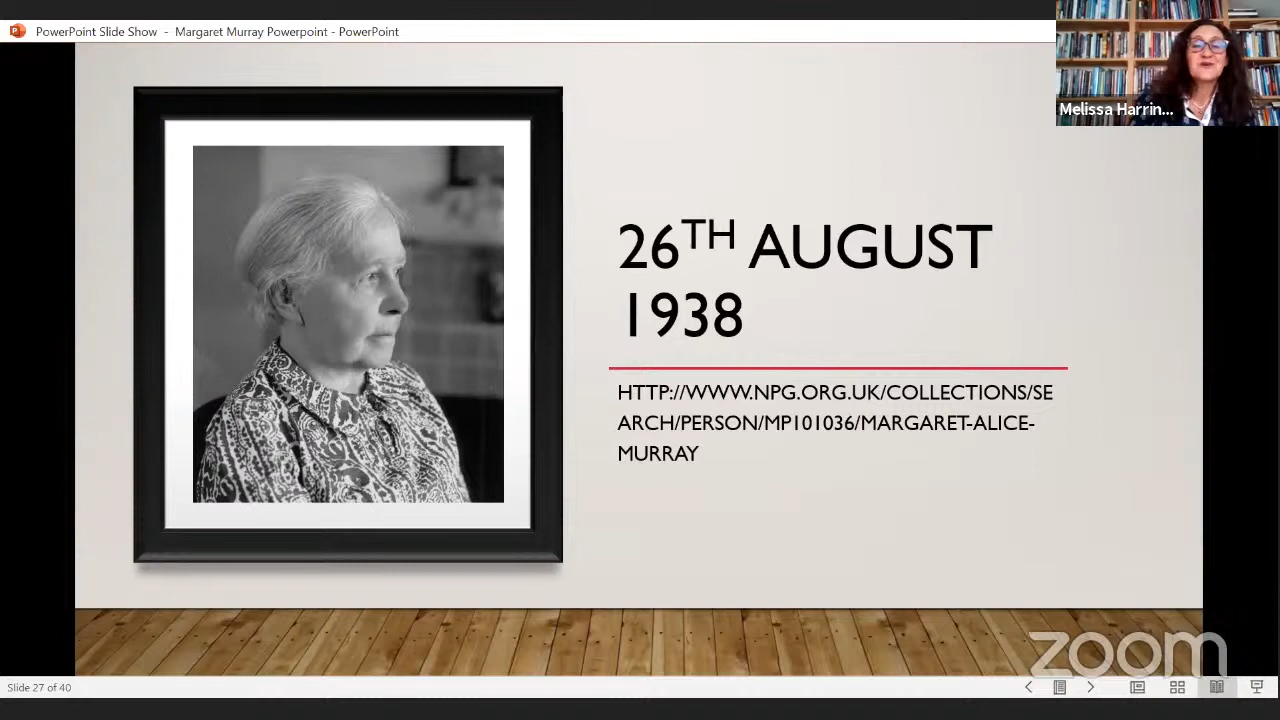 PowerPoint Slide Show - Margaret Murray Powerpoint - PowerPoint
Melissa Harrin...
26TH AUGUST
1938
HTTP://WWW.NPG.ORG.UK/COLLECTIONS/SE
ARCH/PERSON/MP101036/MARGARET-ALICE-
MURRAY
zoom
Slide 27 of 40